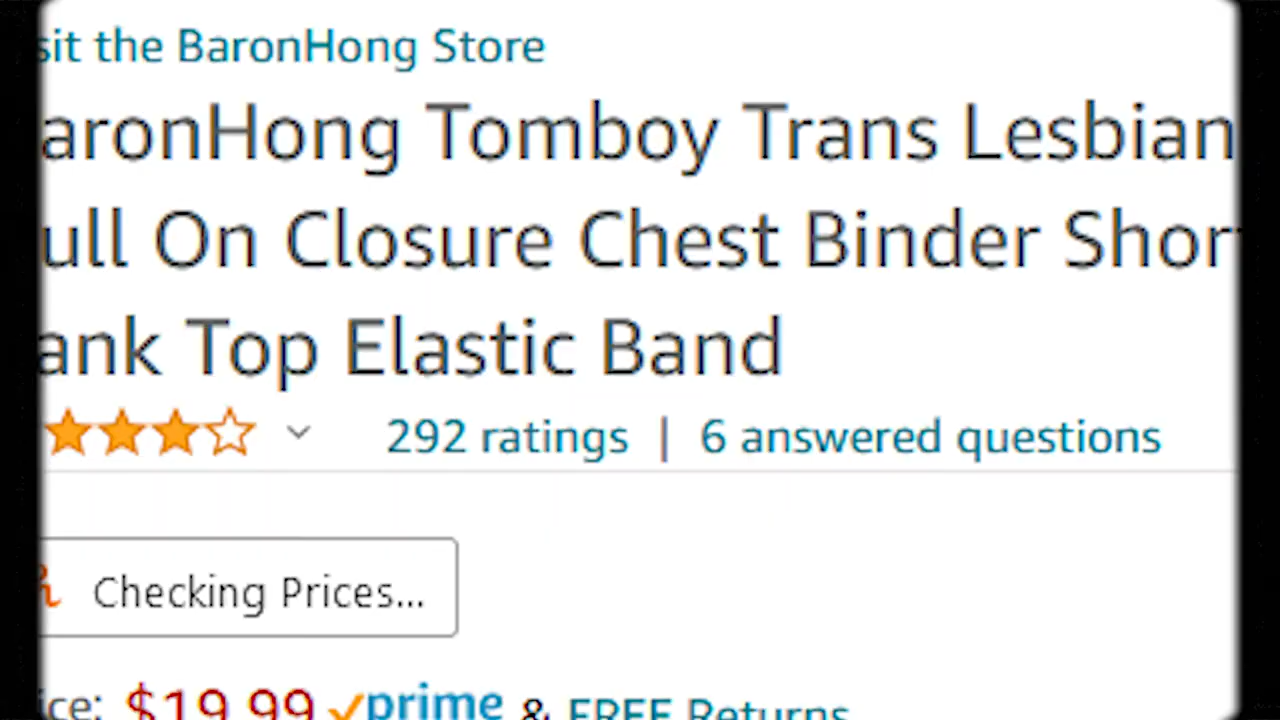 sit the BaronHong Store
aronHong Tomboy Trans Lesbian
ull On Closure Chest Binder Shor
ank Top Elastic Band
292 ratings | 6 answered questions
Checking Prices...
ice: $19.99 prime & FREE Returns